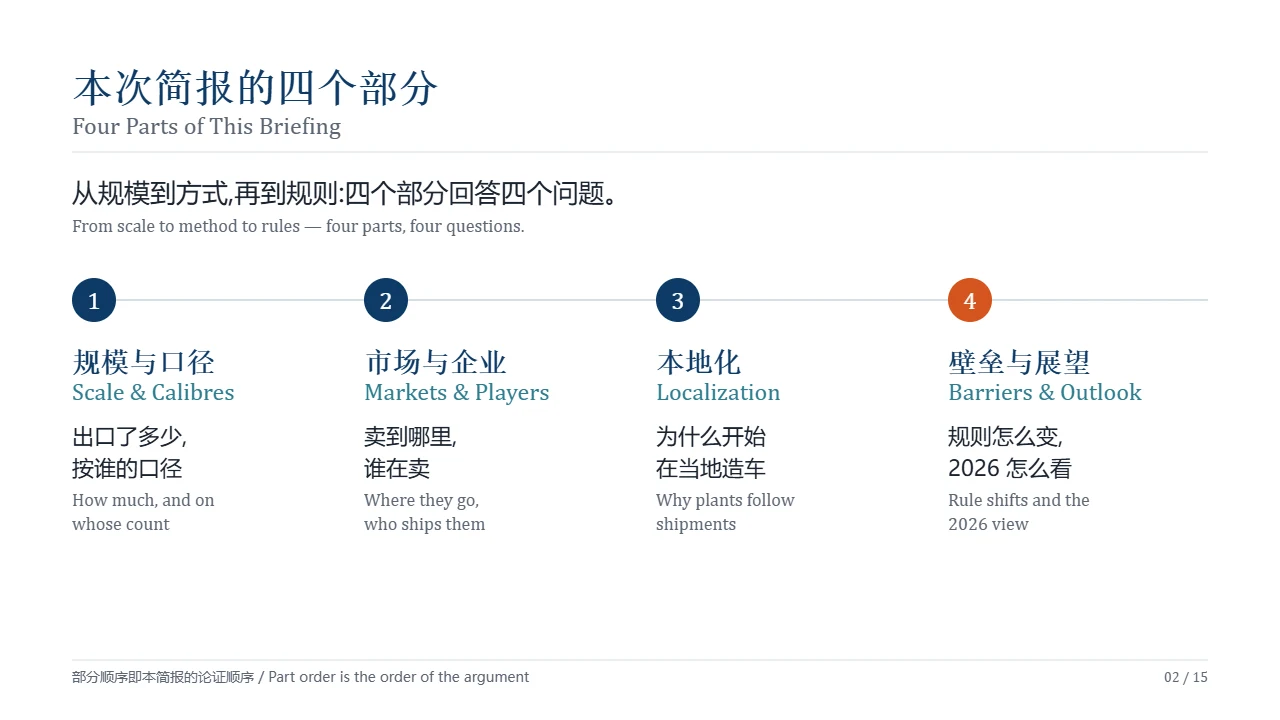 本次简报的四个部分
Four Parts of This Briefing
从规模到方式,再到规则:四个部分回答四个问题。
From scale to method to rules — four parts, four questions.
1
规模与口径
Scale & Calibres
出口了多少,
按谁的口径
How much, and on
whose count
2
市场与企业
Markets & Players
卖到哪里,
谁在卖
Where they go,
who ships them
3
本地化
Localization
为什么开始
在当地造车
Why plants follow
shipments
4
壁垒与展望
Barriers & Outlook
规则怎么变,
2026 怎么看
Rule shifts and the
2026 view
部分顺序即本简报的论证顺序 / Part order is the order of the argument
02 / 15